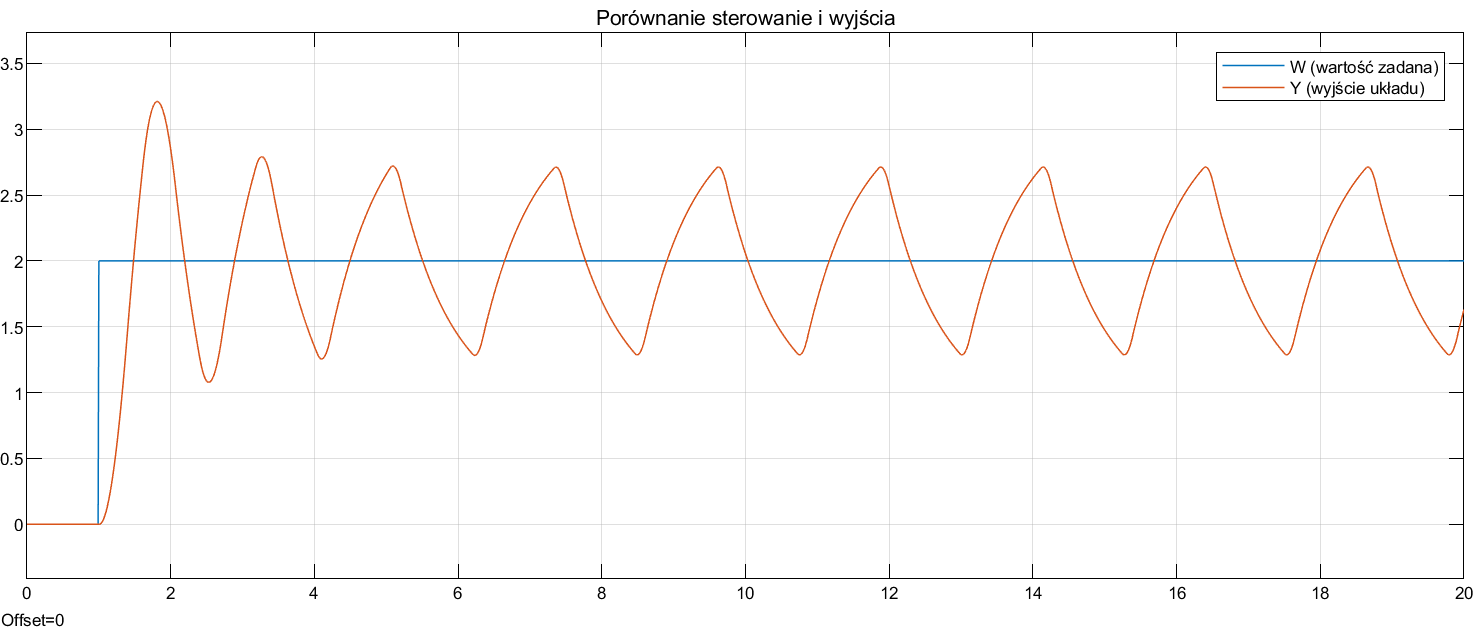 Porównanie sterowanie i wyjścia
W (wartość zadana)
Y (wyjście układu)
3.5
3
2.5
2
1.5
1
0.5
0
0 2 4 6 8 10 12 14 16 18 20
Offset=0